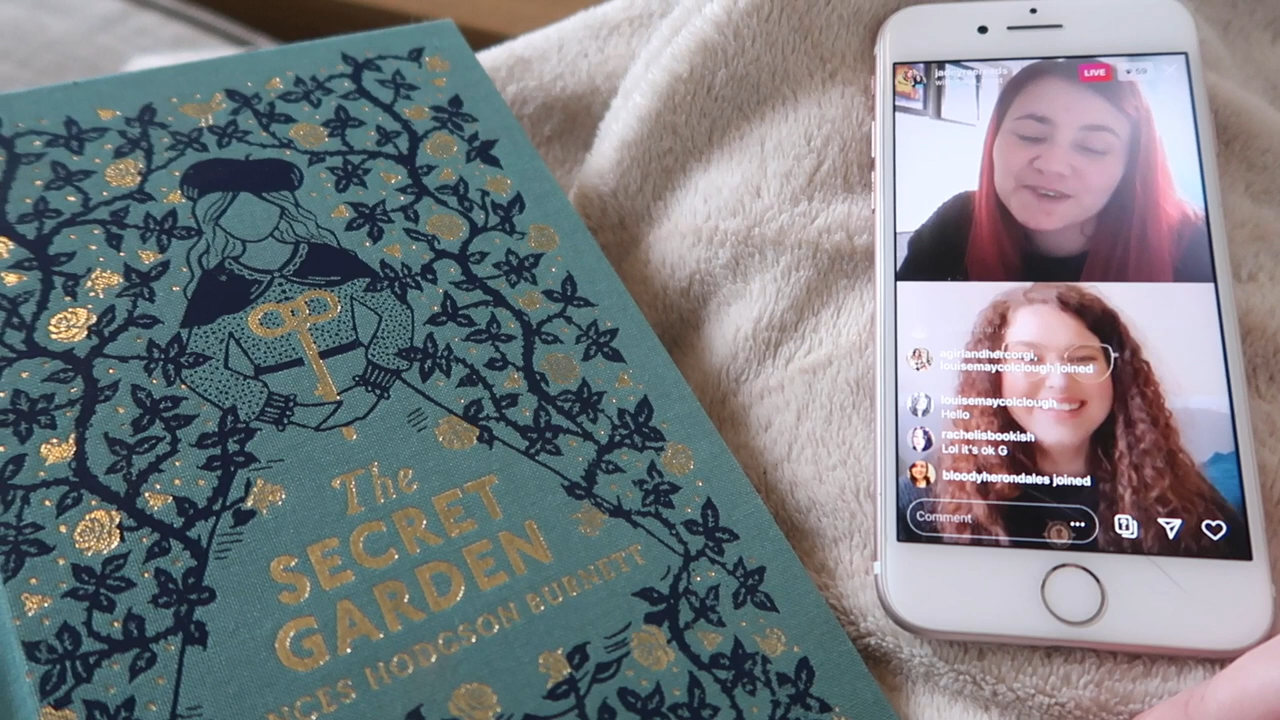 The
SECRET
GARDEN
NCES HODGSON BURNETT
LIVE
59
agirlandhercorgi,
louisemaycolclough joined
louisemaycolclough
Hello
rachelisbookish
Lol it's ok G
bloodyherondales joined
Comment